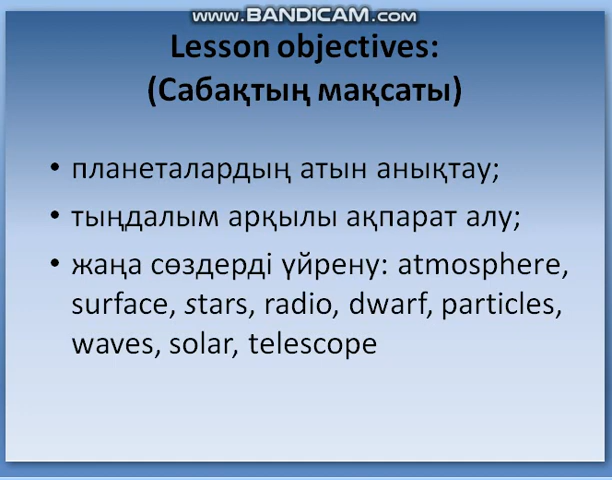 www.BANDICAM.com
Lesson objectives:
(Сабақтың мақсаты)
• планеталардың атын анықтау;
• тыңдалым арқылы ақпарат алу;
• жаңа сөздерді үйрену: atmosphere,
surface, stars, radio, dwarf, particles,
waves, solar, telescope